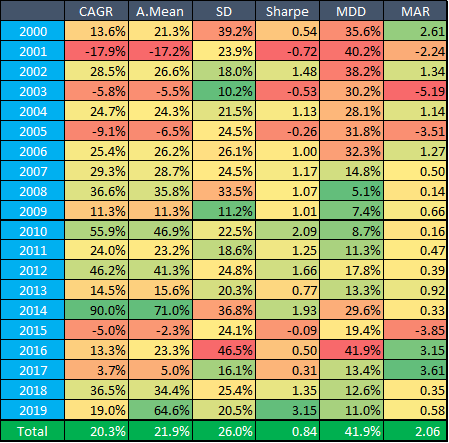 CAGR A.Mean SD Sharpe MDD MAR
2000 13.6% 21.3% 39.2% 0.54 35.6% 2.61
2001 -17.9% -17.2% 23.9% -0.72 40.2% -2.24
2002 28.5% 26.6% 18.0% 1.48 38.2% 1.34
2003 -5.8% -5.5% 10.2% -0.53 30.2% -5.19
2004 24.7% 24.3% 21.5% 1.13 28.1% 1.14
2005 -9.1% -6.5% 24.5% -0.26 31.8% -3.51
2006 25.4% 26.2% 26.1% 1.00 32.3% 1.27
2007 29.3% 28.7% 24.5% 1.17 14.8% 0.50
2008 36.6% 35.8% 33.5% 1.07 5.1% 0.14
2009 11.3% 11.3% 11.2% 1.01 7.4% 0.66
2010 55.9% 46.9% 22.5% 2.09 8.7% 0.16
2011 24.0% 23.2% 18.6% 1.25 11.3% 0.47
2012 46.2% 41.3% 24.8% 1.66 17.8% 0.39
2013 14.5% 15.6% 20.3% 0.77 13.3% 0.92
2014 90.0% 71.0% 36.8% 1.93 29.6% 0.33
2015 -5.0% -2.3% 24.1% -0.09 19.4% -3.85
2016 13.3% 23.3% 46.5% 0.50 41.9% 3.15
2017 3.7% 5.0% 16.1% 0.31 13.4% 3.61
2018 36.5% 34.4% 25.4% 1.35 12.6% 0.35
2019 19.0% 64.6% 20.5% 3.15 11.0% 0.58
Total 20.3% 21.9% 26.0% 0.84 41.9% 2.06